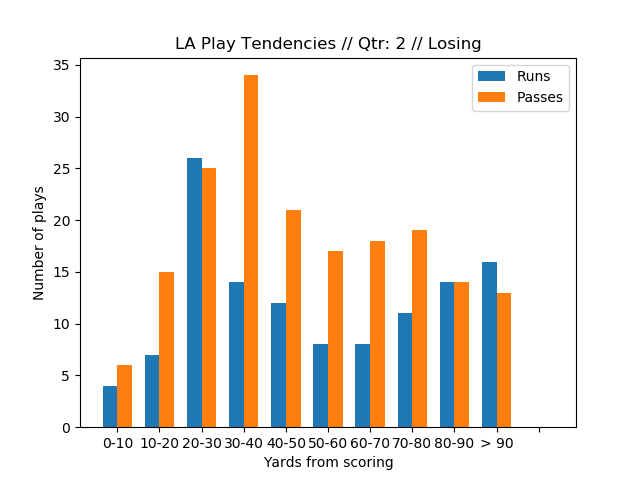 LA Play Tendencies // Qtr: 2 // Losing
Runs
Passes
Number of plays
35
30
25
20
15
10
5
0
0-10 10-20 20-30 30-40 40-50 50-60 60-70 70-80 80-90 > 90
Yards from scoring